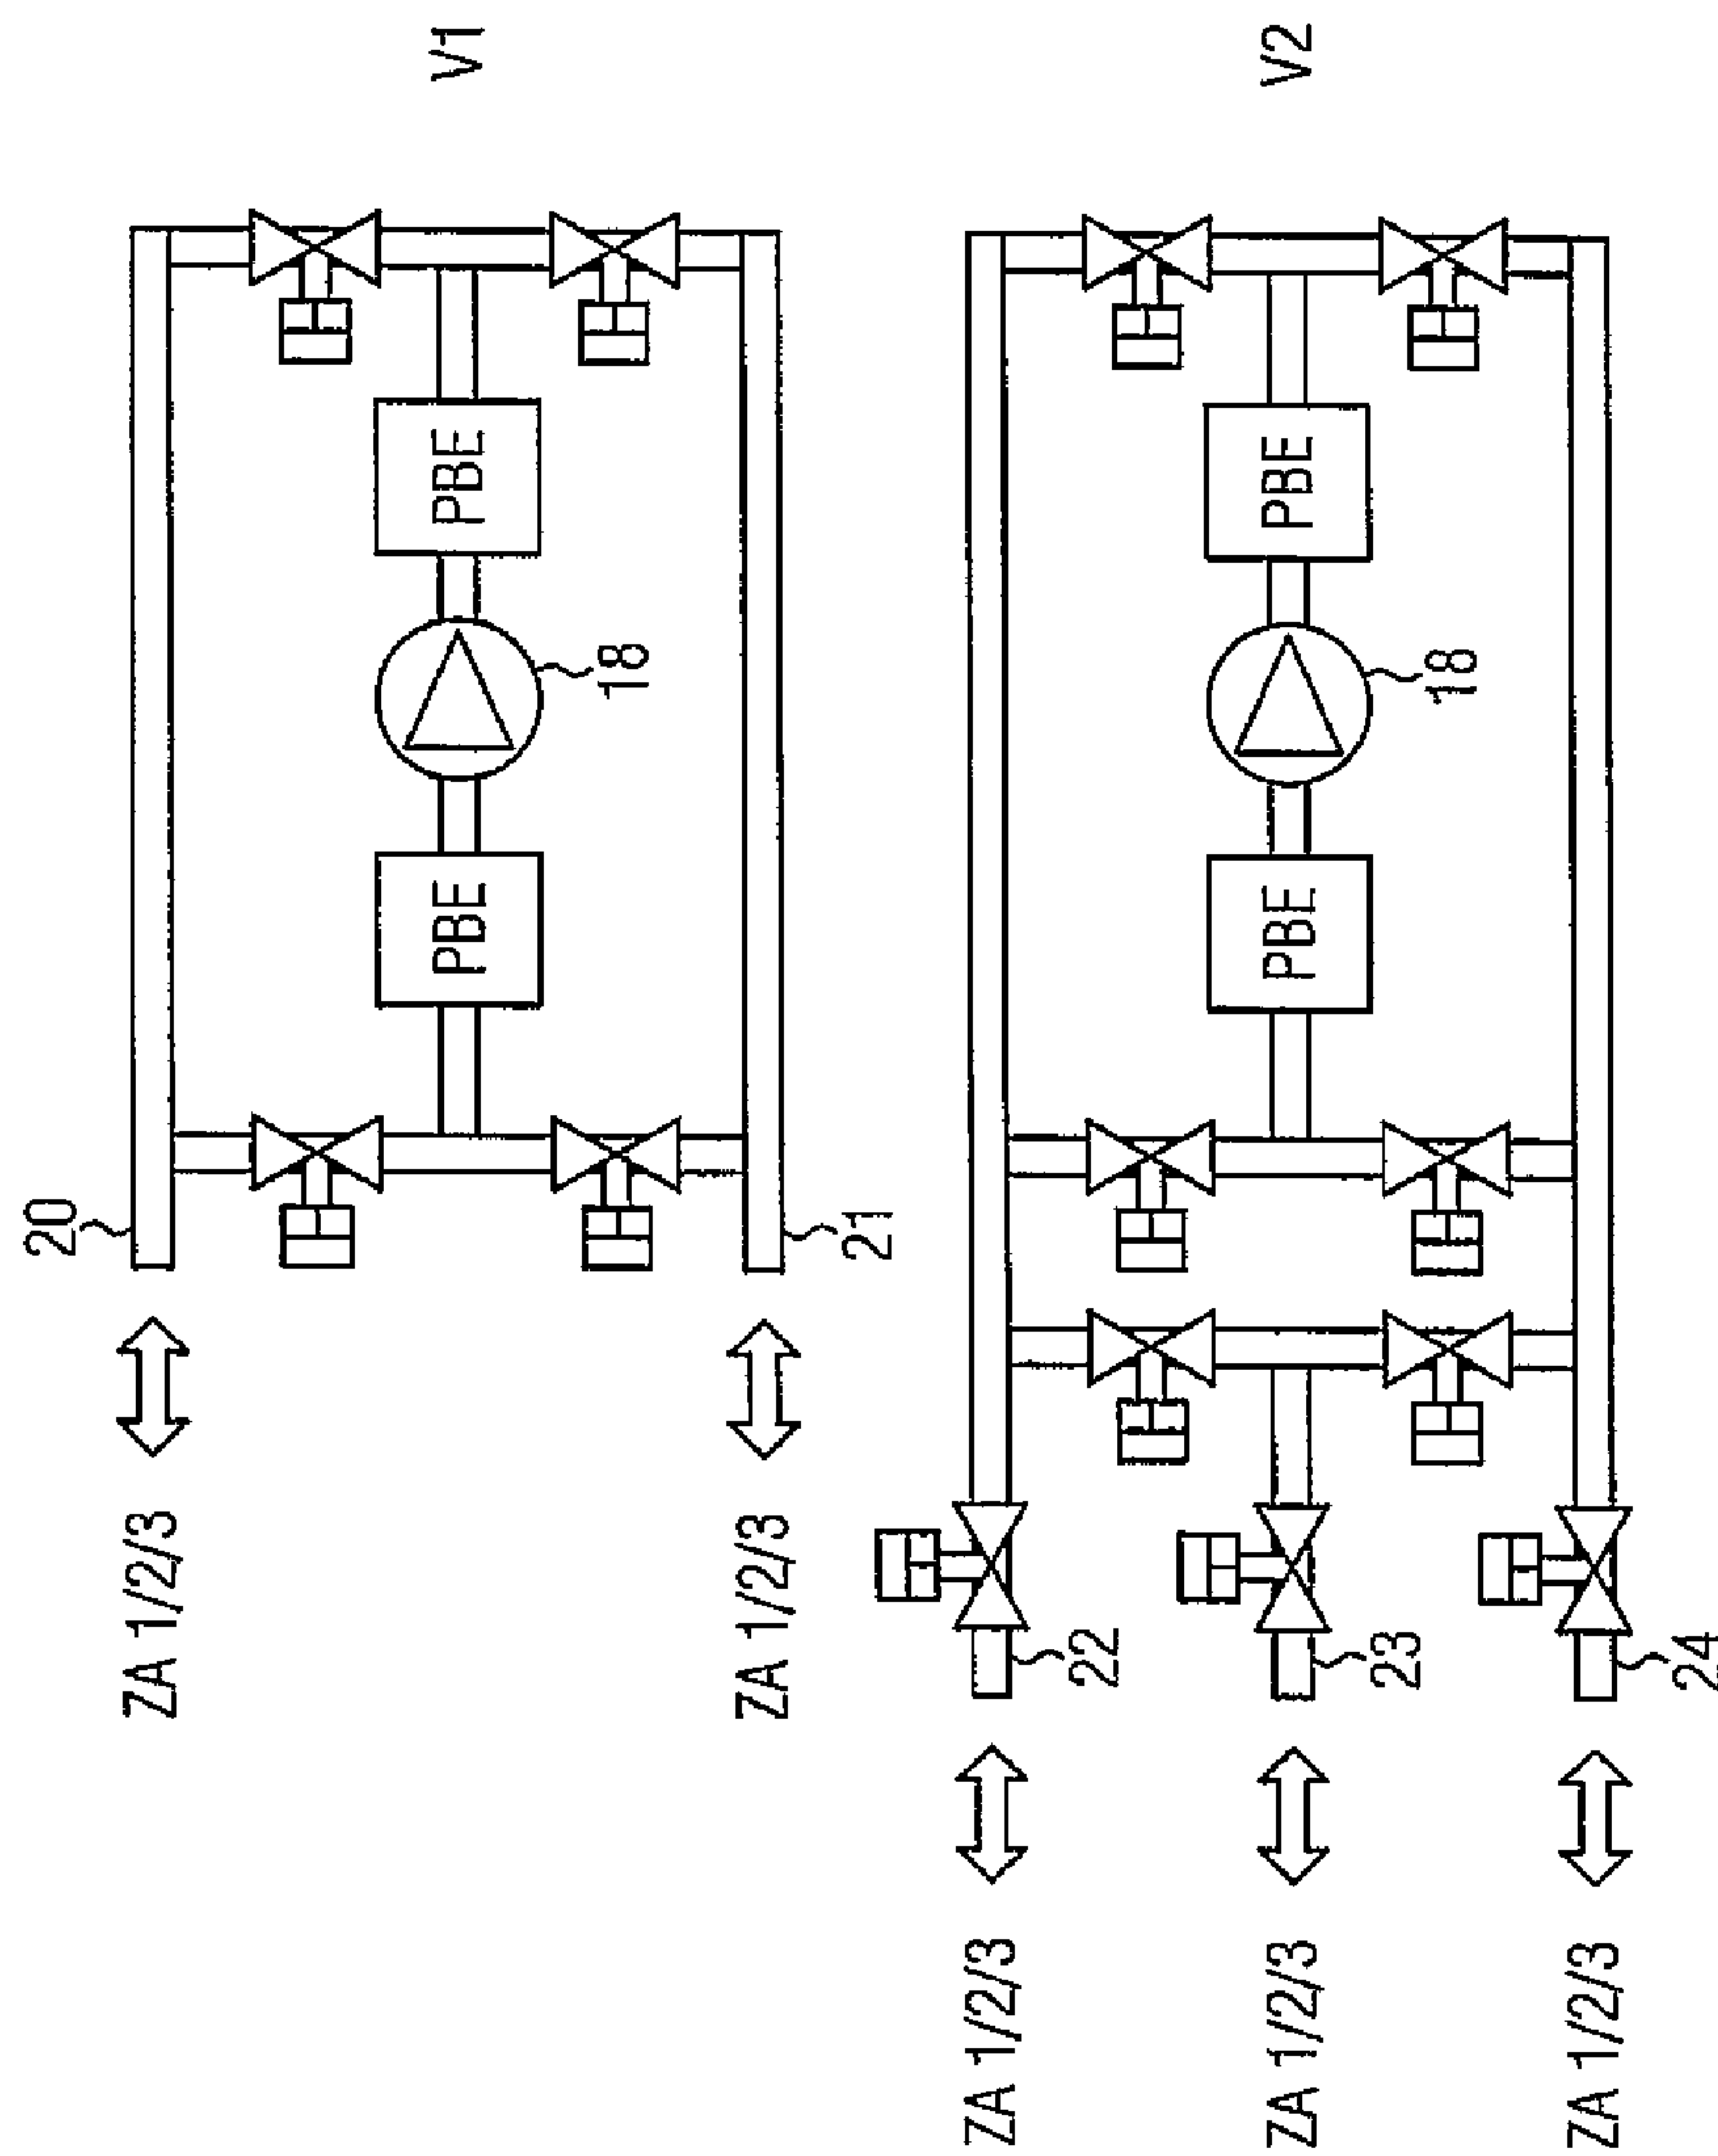 V1
20
PBE
PBE
18
21
ZA 1/2/3
ZA 1/2/3
V2
PBE
PBE
18
22
23
24
ZA 1/2/3
ZA 1/2/3
ZA 1/2/3